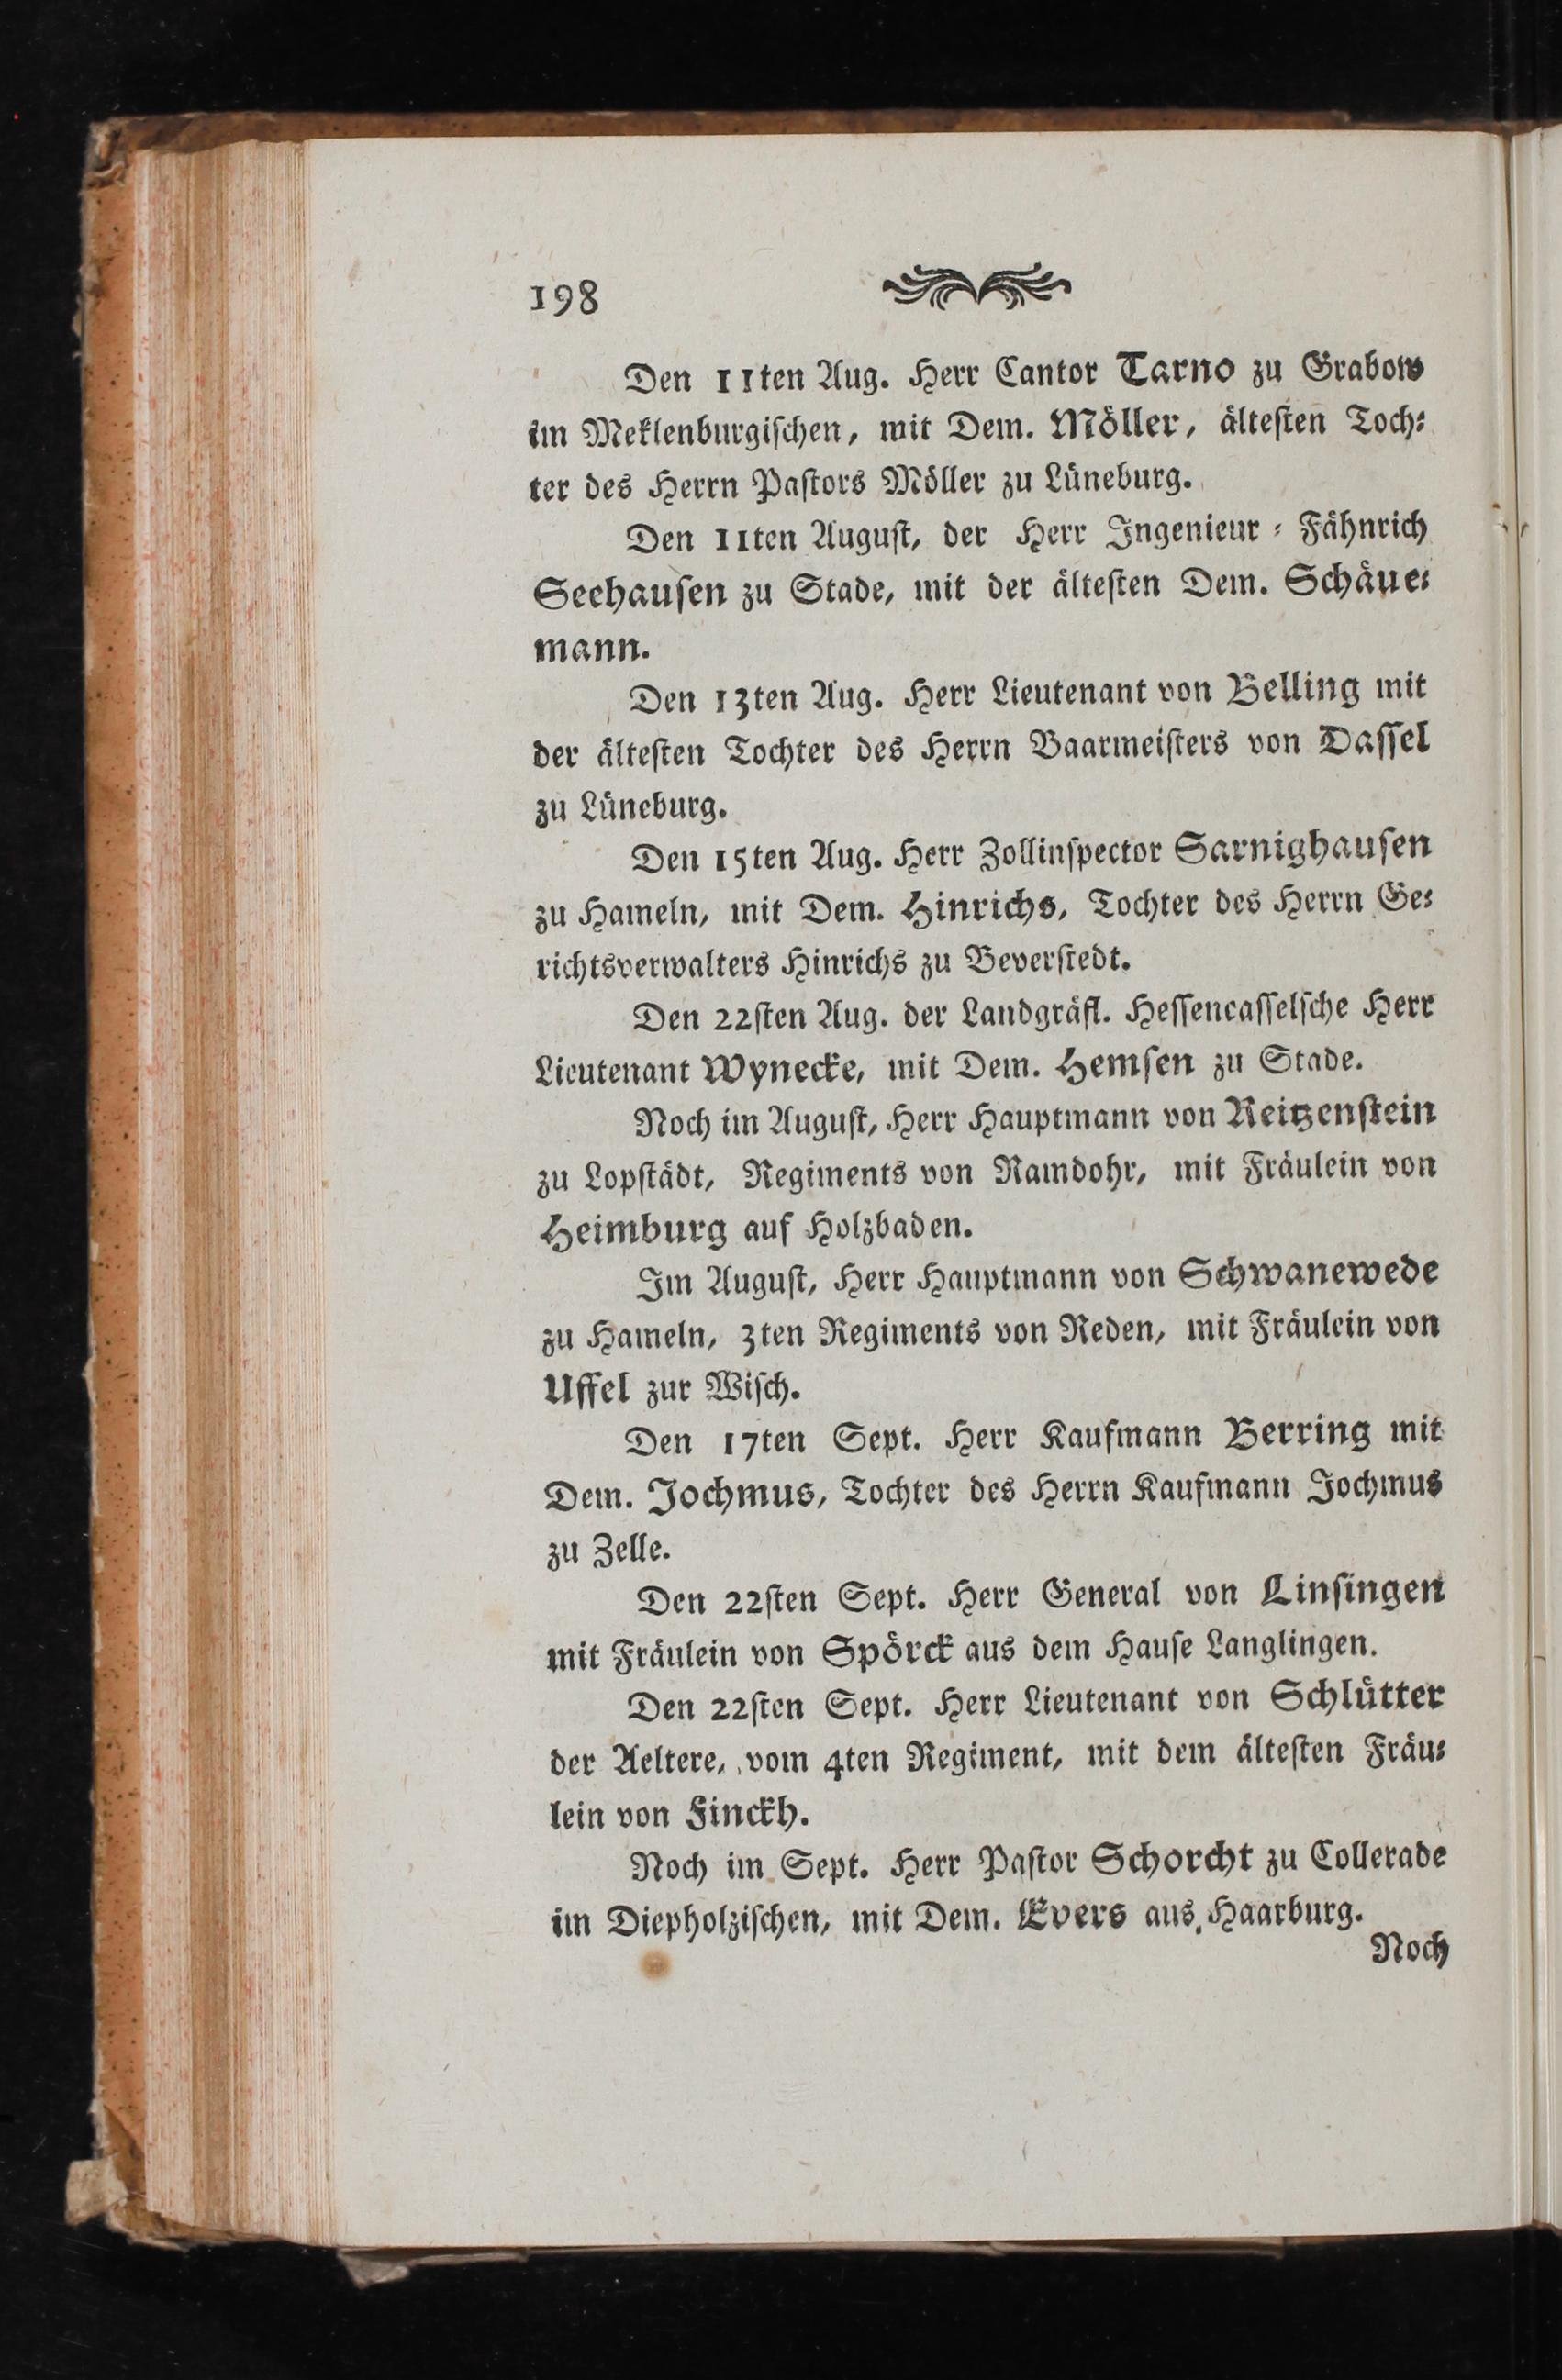 198
Den 11ten Aug. Herr Cantor Tarno zu Grabow
im Meklenburgiſchen, mit Dem. Möller, älteſten Toch⸗
ter des Herrn Paſtors Möller zu Lüneburg.
Den 11ten Auguſt, der Herr Ingenieur ⸗ Fähnrich
Seehauſen zu Stade, mit der älteſten Dem. Schäue⸗
mann.
Den 13ten Aug. Herr Lieutenant von Belling mit
der älteſten Tochter des Herrn Baarmeiſters von Daſſel
zu Lüneburg.
Den 15ten Aug. Herr Zollinſpector Sarnighauſen
zu Hameln, mit Dem. Hinrichs, Tochter des Herrn Ge⸗
richtsverwalters Hinrichs zu Beverſtedt.
Den 22ſten Aug. der Landgräfl. Heſſencaſſelſche Herr
Lieutenant Wynecke, mit Dem. Hemſen zu Stade.
Noch im Auguſt, Herr Hauptmann von Reitzenſtein
zu Lopſtädt, Regiments von Ramdohr, mit Fräulein von
Heimburg auf Holzbaden.
Im Auguſt, Herr Hauptmann von Schwanewede
zu Hameln, 3ten Regiments von Reden, mit Fräulein von
Uffel zur Wiſch.
Den 17ten Sept. Herr Kaufmann Berring mit
Dem. Jochmus, Tochter des Herrn Kaufmann Jochmus
zu Zelle.
Den 22ſten Sept. Herr General von Linſingen
mit Fräulein von Spörck aus dem Hauſe Langlingen.
Den 22ſten Sept. Herr Lieutenant von Schlütter
der Aeltere, vom 4ten Regiment, mit dem älteſten Fräu⸗
lein von Finckh.
Noch im Sept. Herr Paſtor Schorcht zu Collerade
im Diepholziſchen, mit Dem. Evers aus Haarburg.
Noch